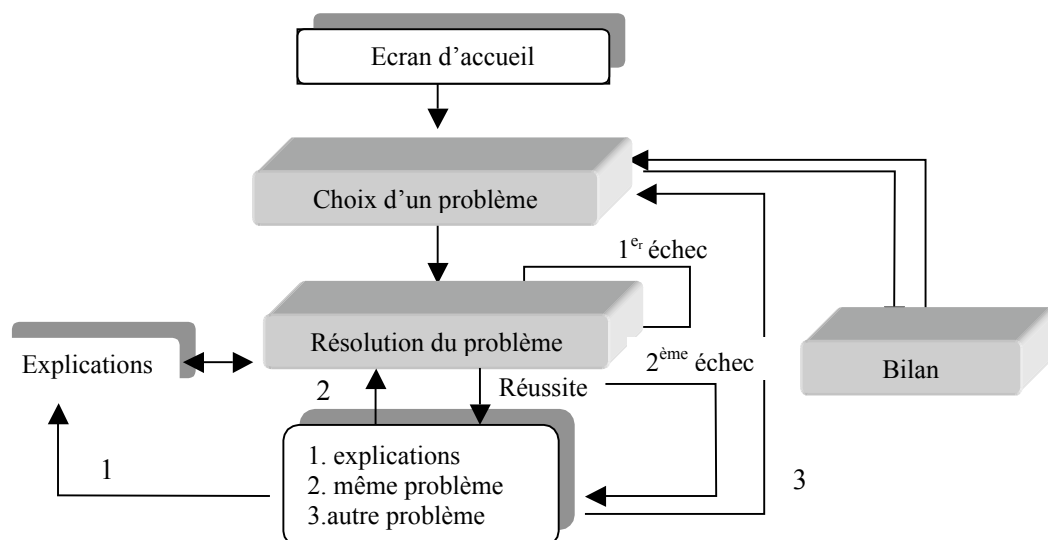 Ecran d’accueil
Choix d’un problème
1er échec
Résolution du problème
Explications
2ème échec
Bilan
2
Réussite
1. explications
2. même problème
3.autre problème
1
3